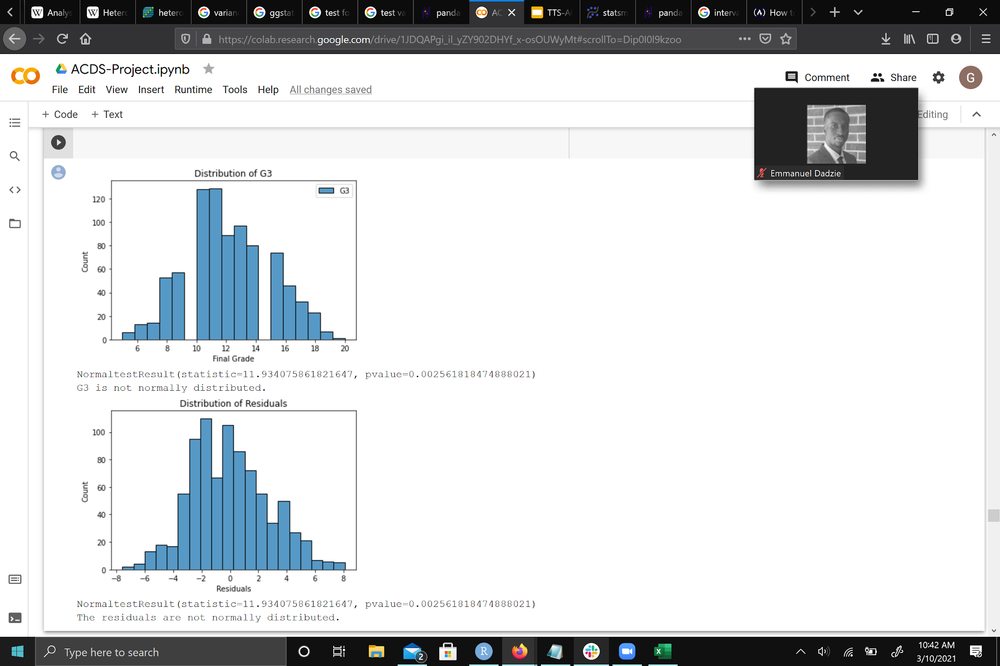 Analys
Heterc
hetero
varian
ggstat
test fo
test va
panda
AC
TTS-A
statsm
panda
interva
How to
https://colab.research.google.com/drive/1JDQAPgi_il_yZY902DHYf_x-osOUWyMt#scrollTo=Dip0I0l9kzoo
ACDS-Project.ipynb
Comment
Share
G
File Edit View Insert Runtime Tools Help All changes saved
+ Code + Text
Editing
Emmanuel Dadzie
Distribution of G3
G3
120
100
80
60
40
20
0
Count
6 8 10 12 14 16 18 20
Final Grade
NormaltestResult(statistic=11.934075861821647, pvalue=0.002561818474888021)
G3 is not normally distributed.
Distribution of Residuals
100
80
60
40
20
0
Count
−8 −6 −4 −2 0 2 4 6 8
Residuals
NormaltestResult(statistic=11.934075861821647, pvalue=0.002561818474888021)
The residuals are not normally distributed.
Type here to search
2
R
X
10:42 AM
3/10/2021